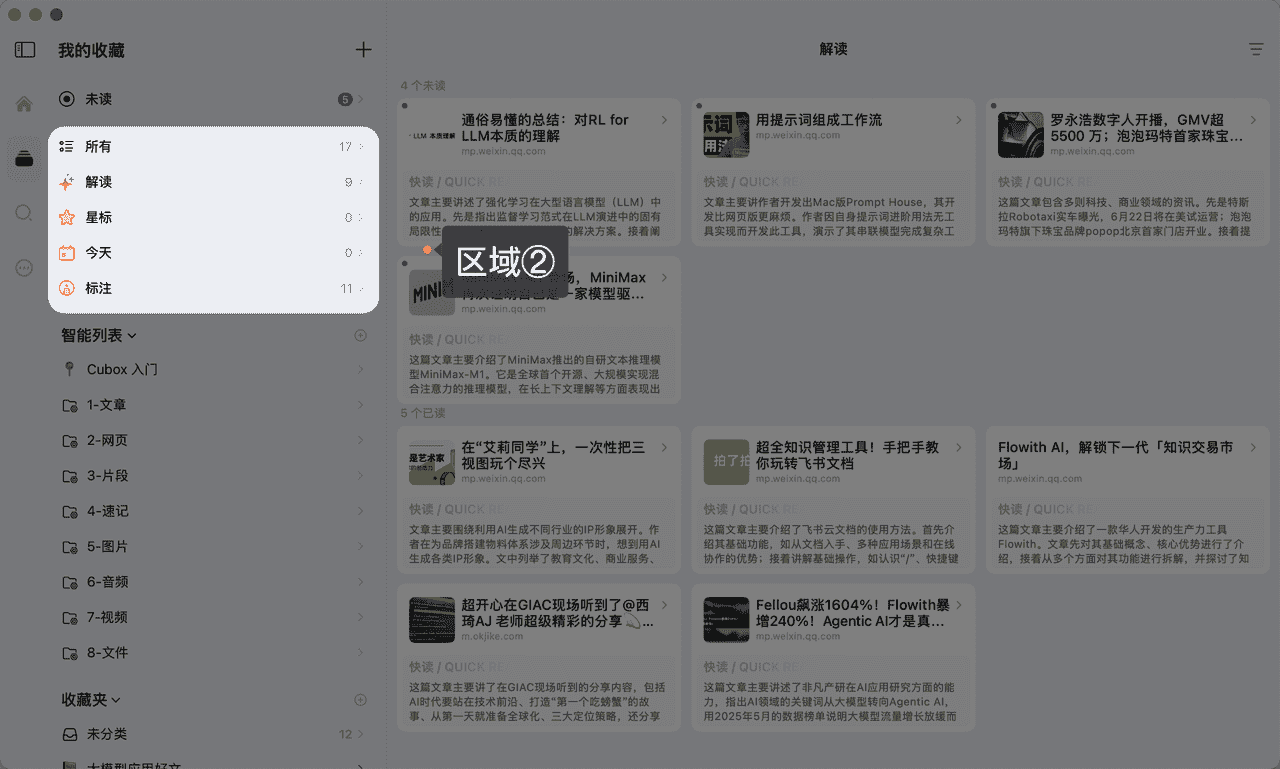 我的收藏
解读
未读 5
所有 17
解读 9
星标 0
今天 0
标注 11
智能列表
Cubox 入门
1-文章
2-网页
3-片段
4-速记
5-图片
6-音频
7-视频
8-文件
收藏夹
未分类 12
大模型应用好文
4 个未读
LLM 本质的理解
通俗易懂的总结：对RL for
LLM本质的理解
mp.weixin.qq.com
快读 / QUICK READ
文章主要讲述了强化学习在大型语言模型（LLM）中
的应用。先是指出监督学习范式在LLM演进中的固有
局限性
的解决方案。接着阐
用提示词组成工作流
mp.weixin.qq.com
快读 / QUICK READ
文章主要讲作者开发出Mac版Prompt House，其开
发比网页版更麻烦。作者因自身提示词进阶用法无工
具实现而开发此工具，演示了其串联模型完成复杂工
罗永浩数字人开播，GMV超
5500 万；泡泡玛特首家珠宝...
mp.weixin.qq.com
快读 / QUICK READ
这篇文章包含多则科技、商业领域的资讯。先是特斯
拉Robotaxi实车曝光，6月22日将在美试运营；泡泡
玛特旗下珠宝品牌popop北京首家门店开业。接着提
区域②
MINI
场，MiniMax
一家模型驱...
mp.weixin.qq.com
快读 / QUICK READ
这篇文章主要介绍了MiniMax推出的自研文本推理模
型MiniMax-M1。它是全球首个开源、大规模实现混
合注意力的推理模型，在长上下文理解等方面表现出
5 个已读
是艺术家
在“艾莉同学”上，一次性把三
视图玩个尽兴
mp.weixin.qq.com
快读 / QUICK READ
文章主要围绕利用AI生成不同行业的IP形象展开。作
者在为品牌搭建物料体系涉及周边环节时，想到用AI
生成各类IP形象。文中列举了教育文化、商业服务、
拍了拍
超全知识管理工具！手把手教
你玩转飞书文档
mp.weixin.qq.com
快读 / QUICK READ
这篇文章主要介绍了飞书云文档的使用方法。首先介
绍其基础功能，如从文档入手、多种应用场景和在线
协作的优势；接着讲解基础操作，如认识“/”、快捷键
Flowith AI，解锁下一代「知识交易市
场」
mp.weixin.qq.com
快读 / QUICK READ
这篇文章主要介绍了一款华人开发的生产力工具
Flowith。文章先对其基础概念、核心优势进行了介
绍，接着从多个方面对其功能进行拆解，并探讨了知
超开心在GIAC现场听到了@西
琦AJ 老师超级精彩的分享💫...
m.okjike.com
快读 / QUICK READ
这篇文章主要讲了在GIAC现场听到的分享内容，包括
AI时代要站在技术前沿、打造“第一个吃螃蟹”的故
事、从第一天就准备全球化、三大定位策略，还分享
Fellou飙涨1604%！Flowith暴
增240%！Agentic AI才是真...
mp.weixin.qq.com
快读 / QUICK READ
这篇文章主要讲述了非凡产研在AI应用研究方面的能
力，指出AI领域的关键词从大模型转向Agentic AI，
用2025年5月的数据榜单说明大模型流量增长放缓而